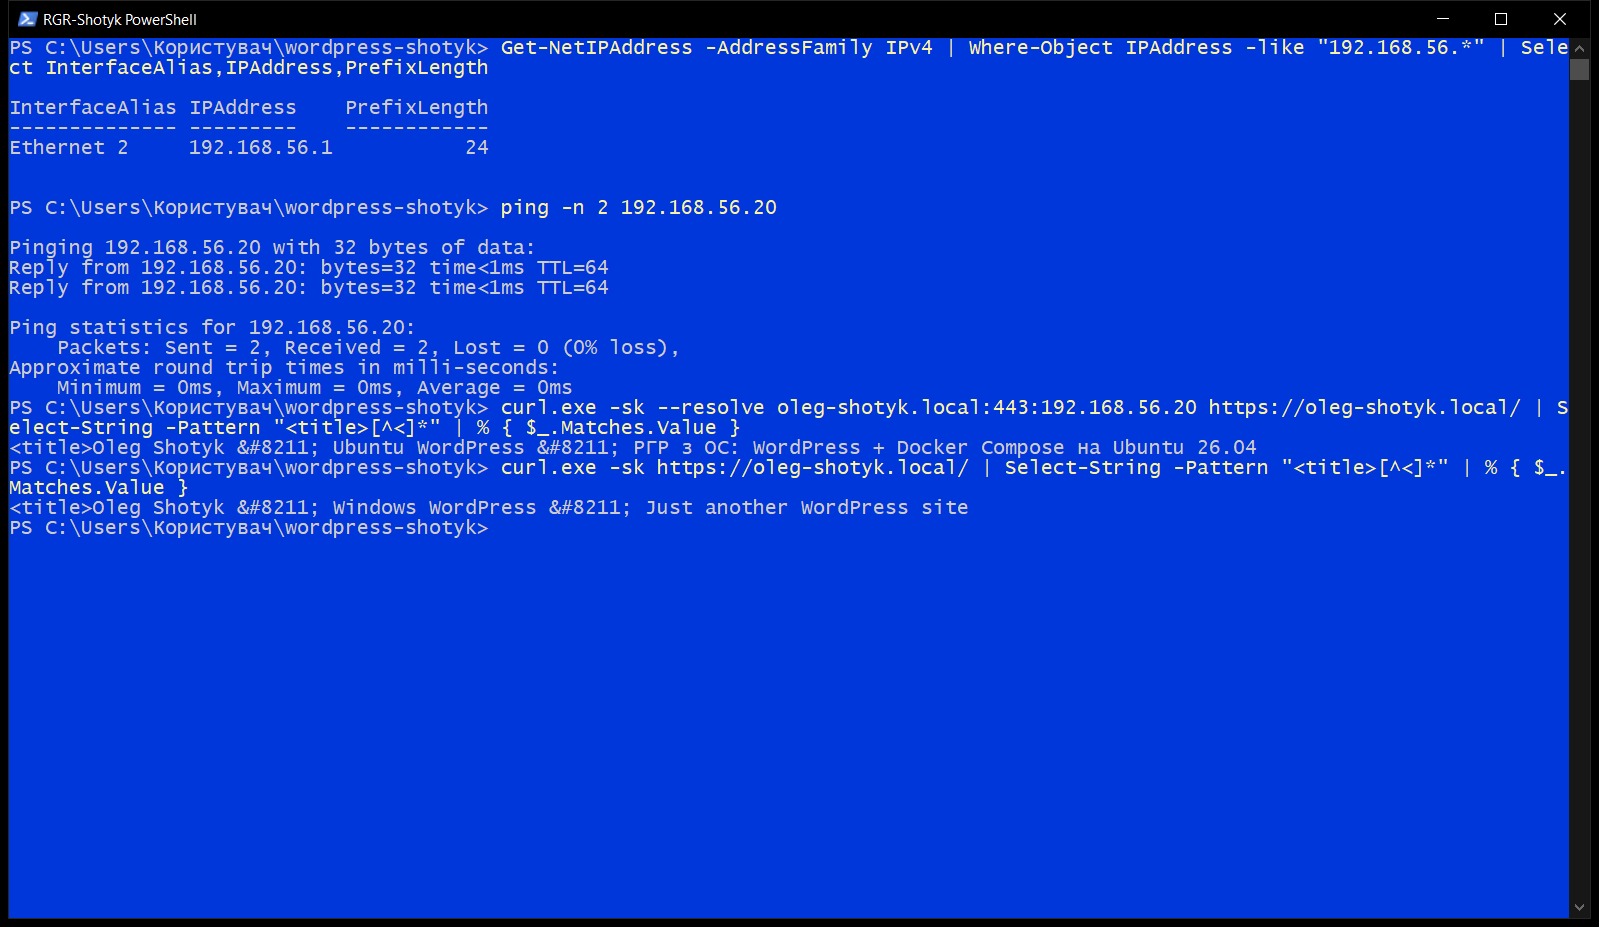 RGR-Shotyk PowerShell
PS C:\Users\Користувач\wordpress-shotyk> Get-NetIPAddress -AddressFamily IPv4 | Where-Object IPAddress -like "192.168.56.*" | Sele
ct InterfaceAlias,IPAddress,PrefixLength
InterfaceAlias IPAddress    PrefixLength
-------------- ---------    ------------
Ethernet 2     192.168.56.1           24
PS C:\Users\Користувач\wordpress-shotyk> ping -n 2 192.168.56.20
Pinging 192.168.56.20 with 32 bytes of data:
Reply from 192.168.56.20: bytes=32 time<1ms TTL=64
Reply from 192.168.56.20: bytes=32 time<1ms TTL=64
Ping statistics for 192.168.56.20:
    Packets: Sent = 2, Received = 2, Lost = 0 (0% loss),
Approximate round trip times in milli-seconds:
    Minimum = 0ms, Maximum = 0ms, Average = 0ms
PS C:\Users\Користувач\wordpress-shotyk> curl.exe -sk --resolve oleg-shotyk.local:443:192.168.56.20 https://oleg-shotyk.local/ | S
elect-String -Pattern "<title>[^<]*" | % { $_.Matches.Value }
<title>Oleg Shotyk &#8211; Ubuntu WordPress &#8211; РГР з ОС: WordPress + Docker Compose на Ubuntu 26.04
PS C:\Users\Користувач\wordpress-shotyk> curl.exe -sk https://oleg-shotyk.local/ | Select-String -Pattern "<title>[^<]*" | % { $_.
Matches.Value }
<title>Oleg Shotyk &#8211; Windows WordPress &#8211; Just another WordPress site
PS C:\Users\Користувач\wordpress-shotyk>